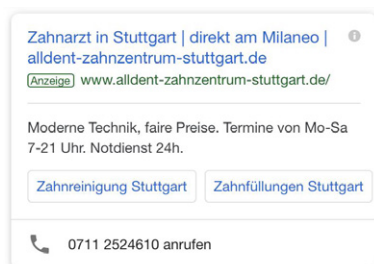 Zahnarzt in Stuttgart | direkt am Milaneo |
alldent-zahnzentrum-stuttgart.de
Anzeige www.alldent-zahnzentrum-stuttgart.de/
Moderne Technik, faire Preise. Termine von Mo-Sa
7-21 Uhr. Notdienst 24h.
Zahnreinigung Stuttgart Zahnfüllungen Stuttgart
0711 2524610 anrufen